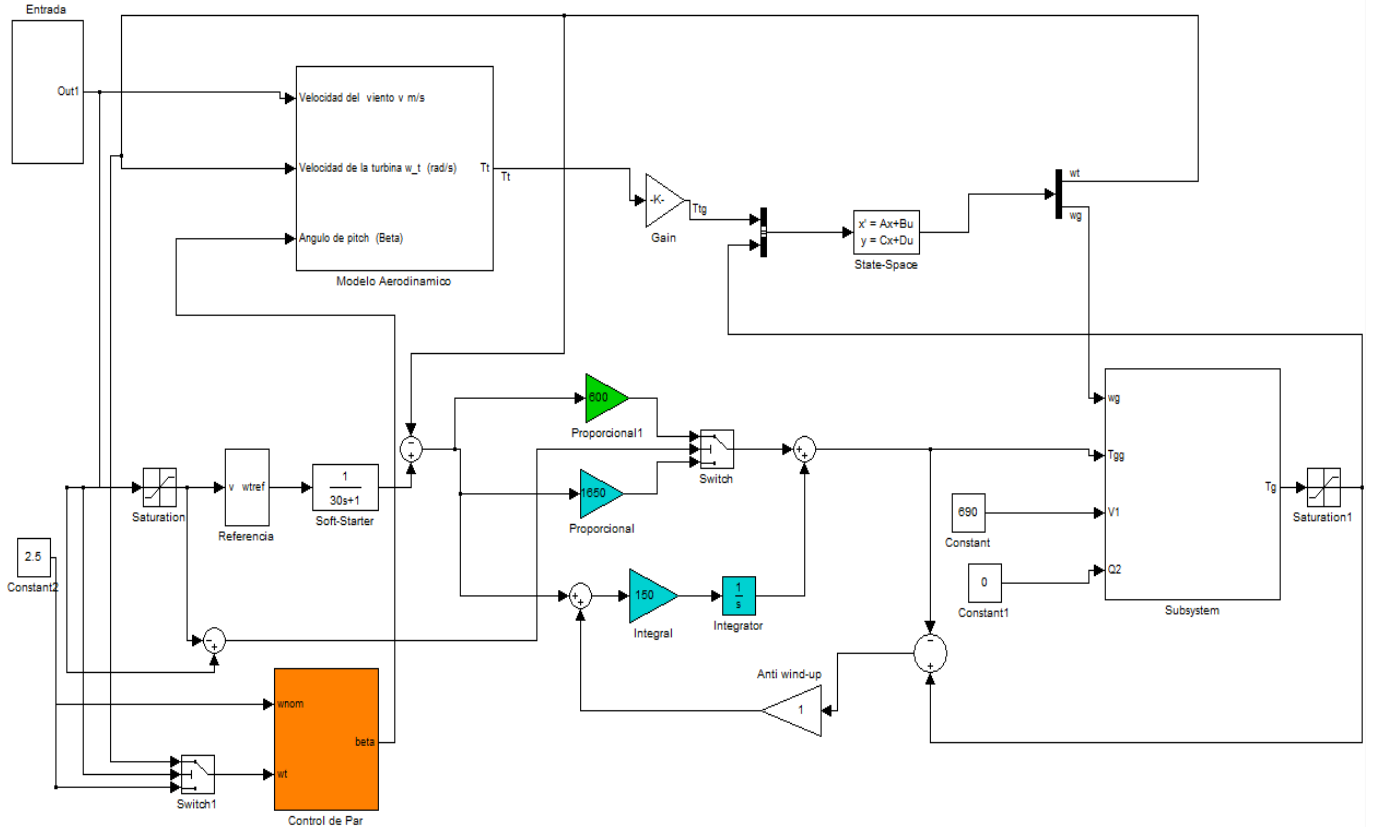 Entrada
Out1
Velocidad del viento v m/s
Velocidad de la turbina w_t (rad/s)
Tt
Tt
Angulo de pitch (Beta)
Modelo Aerodinamico
-K-
Ttg
Gain
x' = Ax+Bu
y = Cx+Du
State-Space
wt
wg
600
Proporcional1
Switch
1650
Proporcional
Saturation
v wtref
Referencia
1
30s+1
Soft-Starter
2.5
Constant2
150
Integral
1
s
Integrator
wg
Tgg
V1
Q2
Tg
Subsystem
Saturation1
690
Constant
0
Constant1
Anti wind-up
1
wnom
beta
wt
Control de Par
Switch1